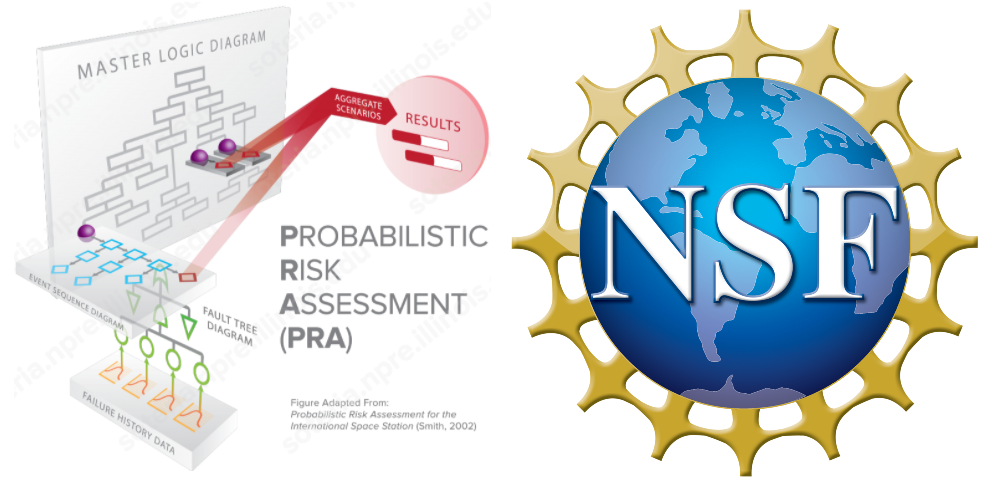 MASTER LOGIC DIAGRAM
AGGREGATE
SCENARIOS
RESULTS
PROBABILISTIC
RISK
ASSESSMENT
(PRA)
EVENT SEQUENCE DIAGRAM
FAULT TREE
DIAGRAM
FAILURE HISTORY DATA
Figure Adapted From:
Probabilistic Risk Assessment for the
International Space Station (Smith, 2002)
soteria.npre.illinois.edu
NSF